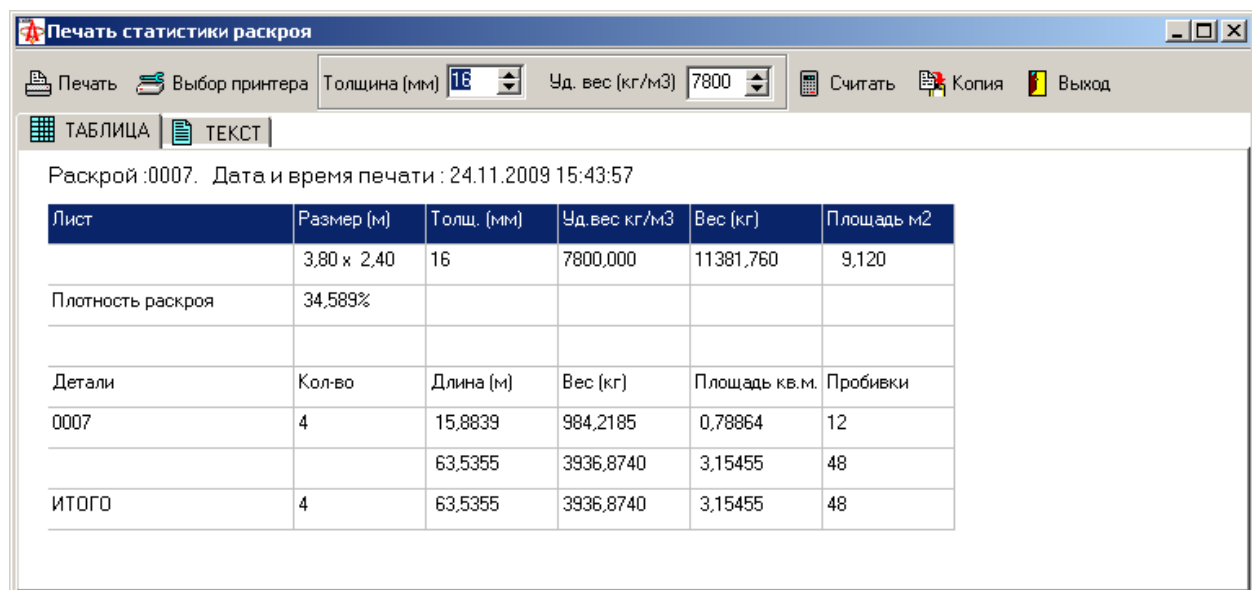 Печать статистики раскроя
Печать Выбор принтера Толщина (мм) 16 Уд. вес (кг/м3) 7800 Считать Копия Выход
ТАБЛИЦА ТЕКСТ
Раскрой :0007. Дата и время печати : 24.11.2009 15:43:57
Лист Размер (м) Толщ. (мм) Уд.вес кг/м3 Вес (кг) Площадь м2
3,80 x 2,40 16 7800,000 11381,760 9,120
Плотность раскроя 34,589%
Детали Кол-во Длина (м) Вес (кг) Площадь кв.м. Пробивки
0007 4 15,8839 984,2185 0,78864 12
63,5355 3936,8740 3,15455 48
ИТОГО 4 63,5355 3936,8740 3,15455 48